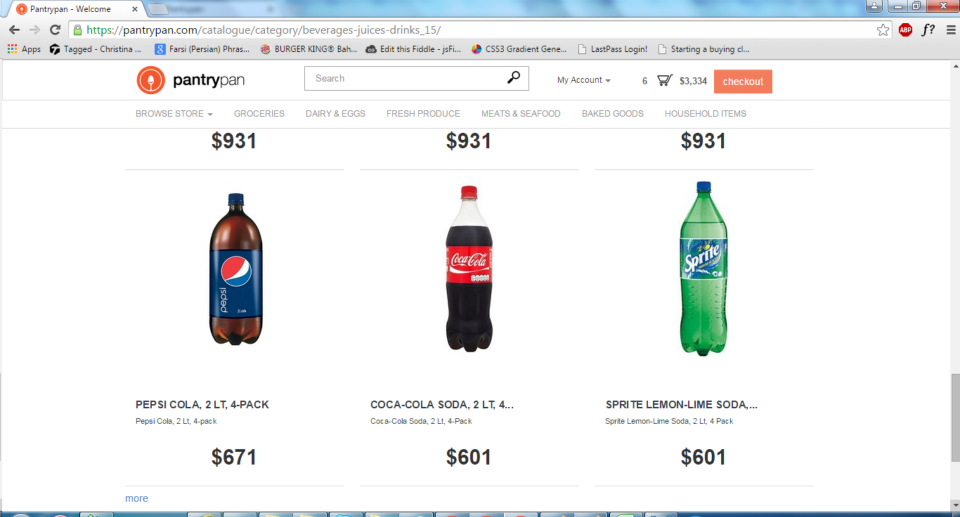 Pantrypan - Welcome
https://pantrypan.com/catalogue/category/beverages-juices-drinks_15/
ABP
f?
Apps
Tagged - Christina ...
Farsi (Persian) Phras...
BURGER KING® Bah...
Edit this Fiddle - jsFi...
CSS3 Gradient Gene...
LastPass Login!
Starting a buying cl...
pantrypan
Search
My Account
6
$3,334
checkout
BROWSE STORE
GROCERIES
DAIRY & EGGS
FRESH PRODUCE
MEATS & SEAFOOD
BAKED GOODS
HOUSEHOLD ITEMS
$931
$931
$931
pepsi
Coca-Cola
Sprite
PEPSI COLA, 2 LT, 4-PACK
Pepsi Cola, 2 Lt, 4-pack
$671
COCA-COLA SODA, 2 LT, 4...
Coca-Cola Soda, 2 Lt, 4-Pack
$601
SPRITE LEMON-LIME SODA,...
Sprite Lemon-Lime Soda, 2 Lt, 4 Pack
$601
more